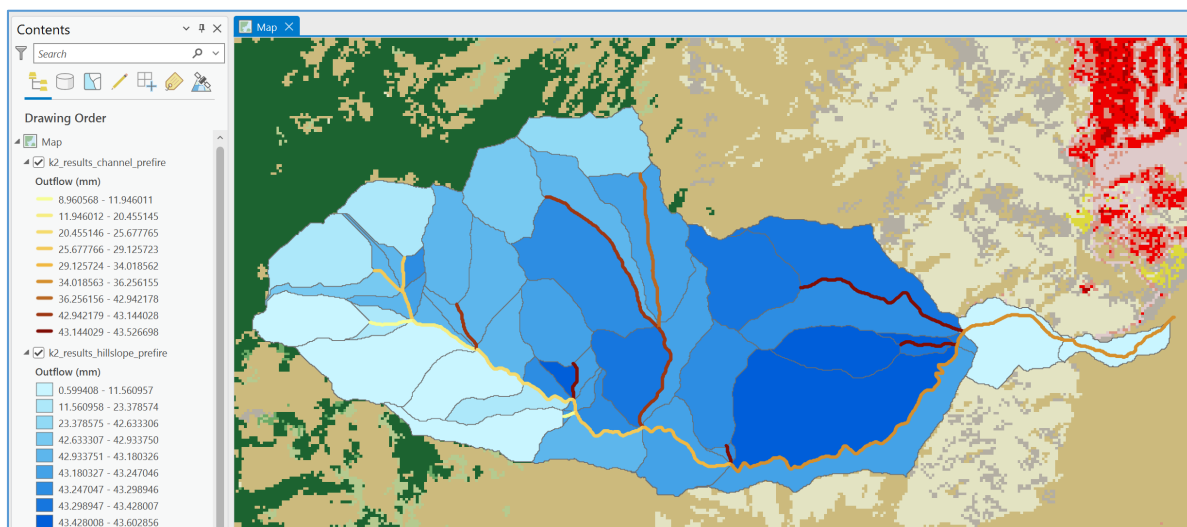 Contents
Map
Search
Drawing Order
Map
k2_results_channel_prefire
Outflow (mm)
8.960568 - 11.946011
11.946012 - 20.455145
20.455146 - 25.677765
25.677766 - 29.125723
29.125724 - 34.018562
34.018563 - 36.256155
36.256156 - 42.942178
42.942179 - 43.144028
43.144029 - 43.526698
k2_results_hillslope_prefire
Outflow (mm)
0.599408 - 11.560957
11.560958 - 23.378574
23.378575 - 42.633306
42.633307 - 42.933750
42.933751 - 43.180326
43.180327 - 43.247046
43.247047 - 43.298946
43.298947 - 43.428007
43.428008 - 43.602856